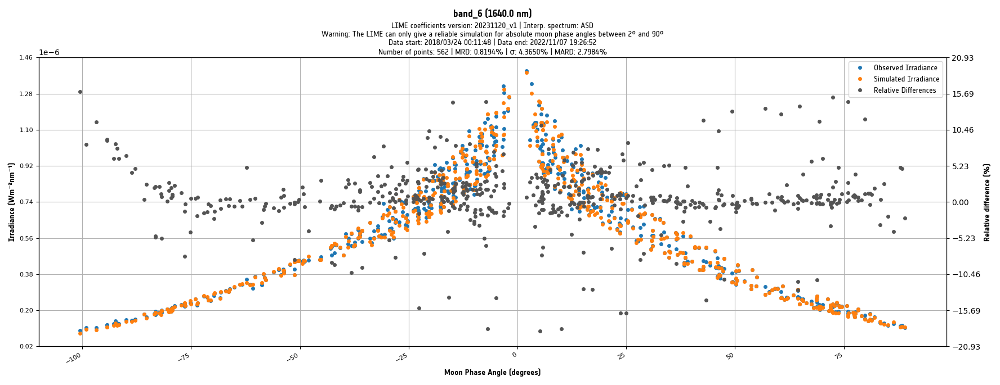 band_6 (1640.0 nm)
LIME coefficients version: 20231120_v1 | Interp. spectrum: ASD
Warning: The LIME can only give a reliable simulation for absolute moon phase angles between 2º and 90º
Data start: 2018/03/24 00:11:48 | Data end: 2022/11/07 19:26:52
Number of points: 562 | MRD: 0.8194% | σ: 4.3650% | MARD: 2.7984%
1e−6
1.46
1.28
1.10
0.92
0.74
0.56
0.38
0.20
0.02
Irradiance (Wm⁻²nm⁻¹)
Observed Irradiance
Simulated Irradiance
Relative Differences
20.93
15.69
10.46
5.23
0.00
−5.23
−10.46
−15.69
−20.93
Relative difference (%)
−100
−75
−50
−25
0
25
50
75
Moon Phase Angle (degrees)